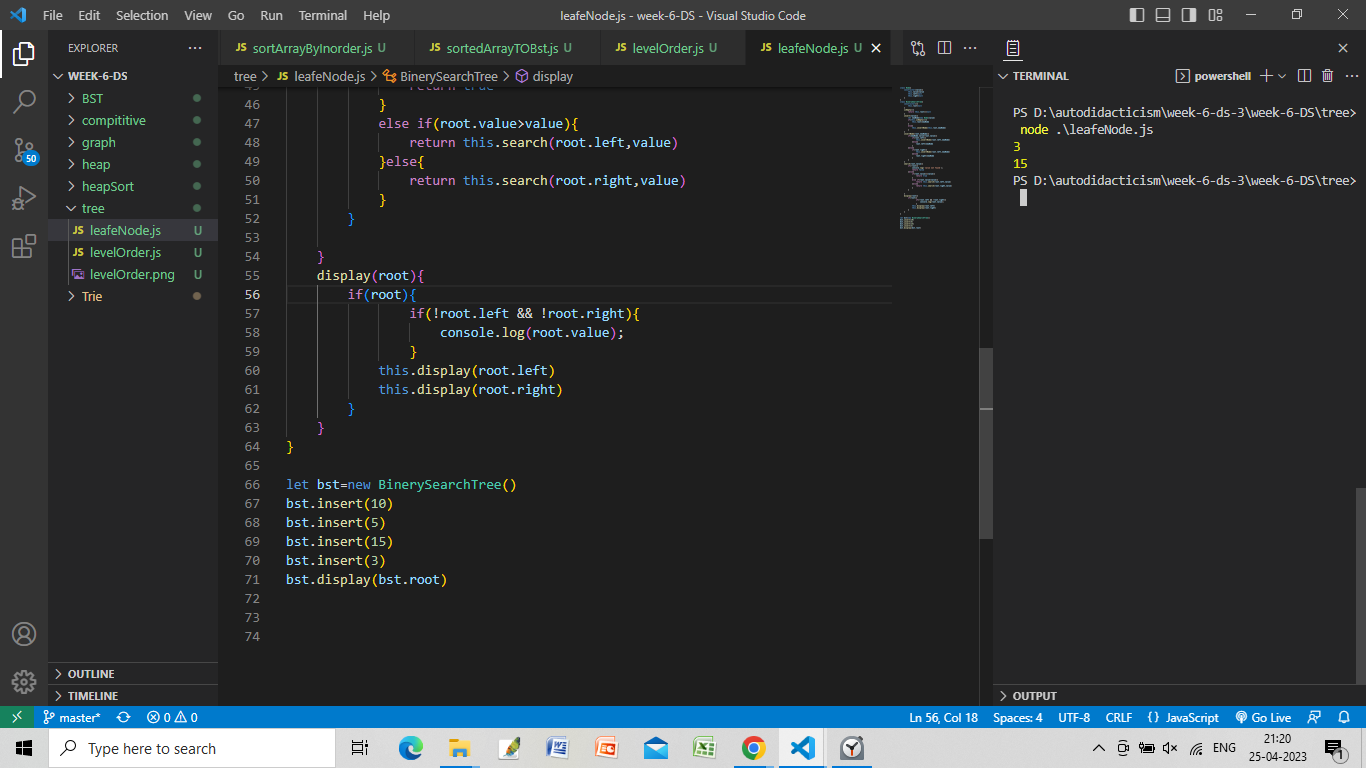 File Edit Selection View Go Run Terminal Help
leafeNode.js - week-6-DS - Visual Studio Code
EXPLORER
WEEK-6-DS
BST
compititive
graph
heap
heapSort
tree
JS leafeNode.js U
JS levelOrder.js U
levelOrder.png U
Trie
OUTLINE
TIMELINE
50
JS sortArrayByInorder.js U
JS sortedArrayTOBst.js U
JS levelOrder.js U
JS leafeNode.js U
tree > JS leafeNode.js > BinerySearchTree > display
45 return true
46 }
47 else if(root.value>value){
48 return this.search(root.left,value)
49 }else{
50 return this.search(root.right,value)
51 }
52 }
53
54 }
55 display(root){
56 if(root){
57 if(!root.left && !root.right){
58 console.log(root.value);
59 }
60 this.display(root.left)
61 this.display(root.right)
62 }
63 }
64 }
65
66 let bst=new BinerySearchTree()
67 bst.insert(10)
68 bst.insert(5)
69 bst.insert(15)
70 bst.insert(3)
71 bst.display(bst.root)
72
73
74
TERMINAL
powershell
PS D:\autodidacticism\week-6-ds-3\week-6-DS\tree>
node .\leafeNode.js
3
15
PS D:\autodidacticism\week-6-ds-3\week-6-DS\tree>
OUTPUT
master* 0 0
Ln 56, Col 18 Spaces: 4 UTF-8 CRLF {} JavaScript Go Live
Type here to search
ENG
21:20
25-04-2023
1